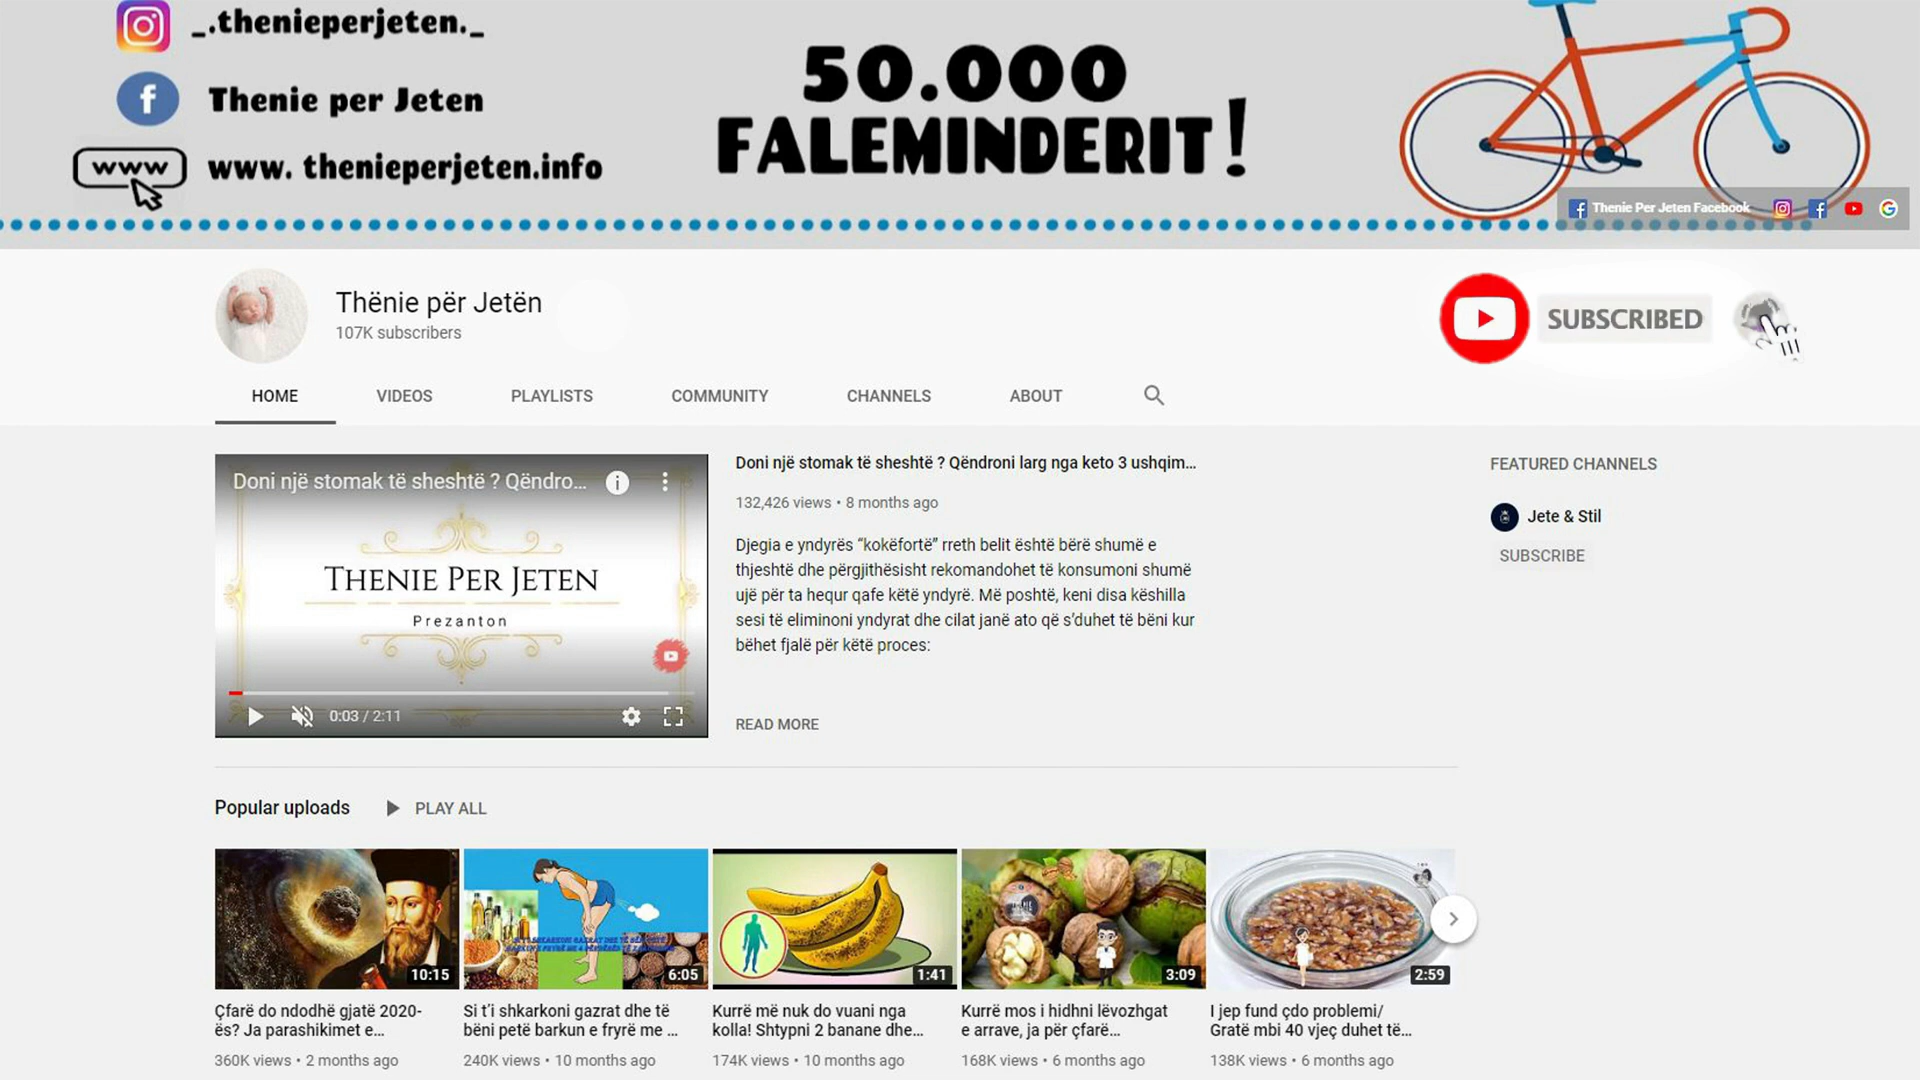 _.thenieperjeten._
Thenie per Jeten
www
www. thenieperjeten.info
50.000
FALEMINDERIT!
Thenie Per Jeten Facebook
Thënie për Jetën
107K subscribers
SUBSCRIBED
HOME
VIDEOS
PLAYLISTS
COMMUNITY
CHANNELS
ABOUT
Doni një stomak të sheshtë ? Qëndro...
THENIE PER JETEN
Prezanton
0:03 / 2:11
Doni një stomak të sheshtë ? Qëndroni larg nga keto 3 ushqim...
132,426 views • 8 months ago
Djegia e yndyrës “kokëfortë” rreth belit është bërë shumë e
thjeshtë dhe përgjithësisht rekomandohet të konsumoni shumë
ujë për ta hequr qafe këtë yndyrë. Më poshtë, keni disa këshilla
sesi të eliminoni yndyrat dhe cilat janë ato që s’duhet të bëni kur
bëhet fjalë për këtë proces:
READ MORE
FEATURED CHANNELS
Jete & Stil
SUBSCRIBE
Popular uploads
PLAY ALL
10:15
Çfarë do ndodhë gjatë 2020-
ës? Ja parashikimet e...
360K views • 2 months ago
6:05
Si t’i shkarkoni gazrat dhe të
bëni petë barkun e fryrë me ...
240K views • 10 months ago
1:41
Kurrë më nuk do vuani nga
kolla! Shtypni 2 banane dhe...
174K views • 10 months ago
3:09
Kurrë mos i hidhni lëvozhgat
e arrave, ja për çfarë...
168K views • 6 months ago
2:59
I jep fund çdo problemi/
Gratë mbi 40 vjeç duhet të...
138K views • 6 months ago